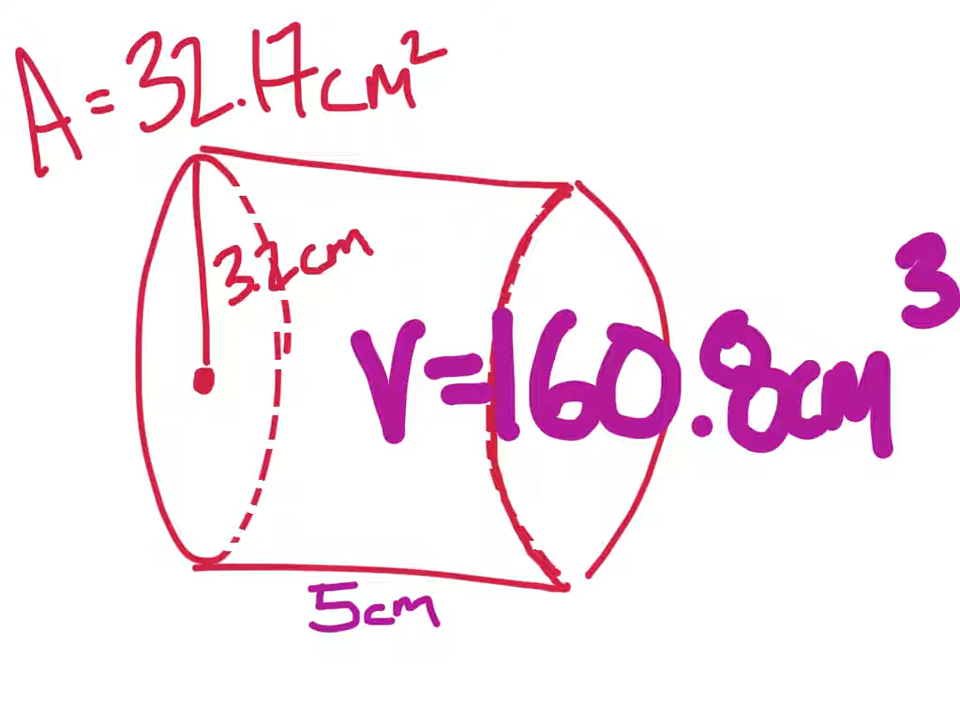 A = 32.17cm²
3.2cm
V=160.8cm³
5cm